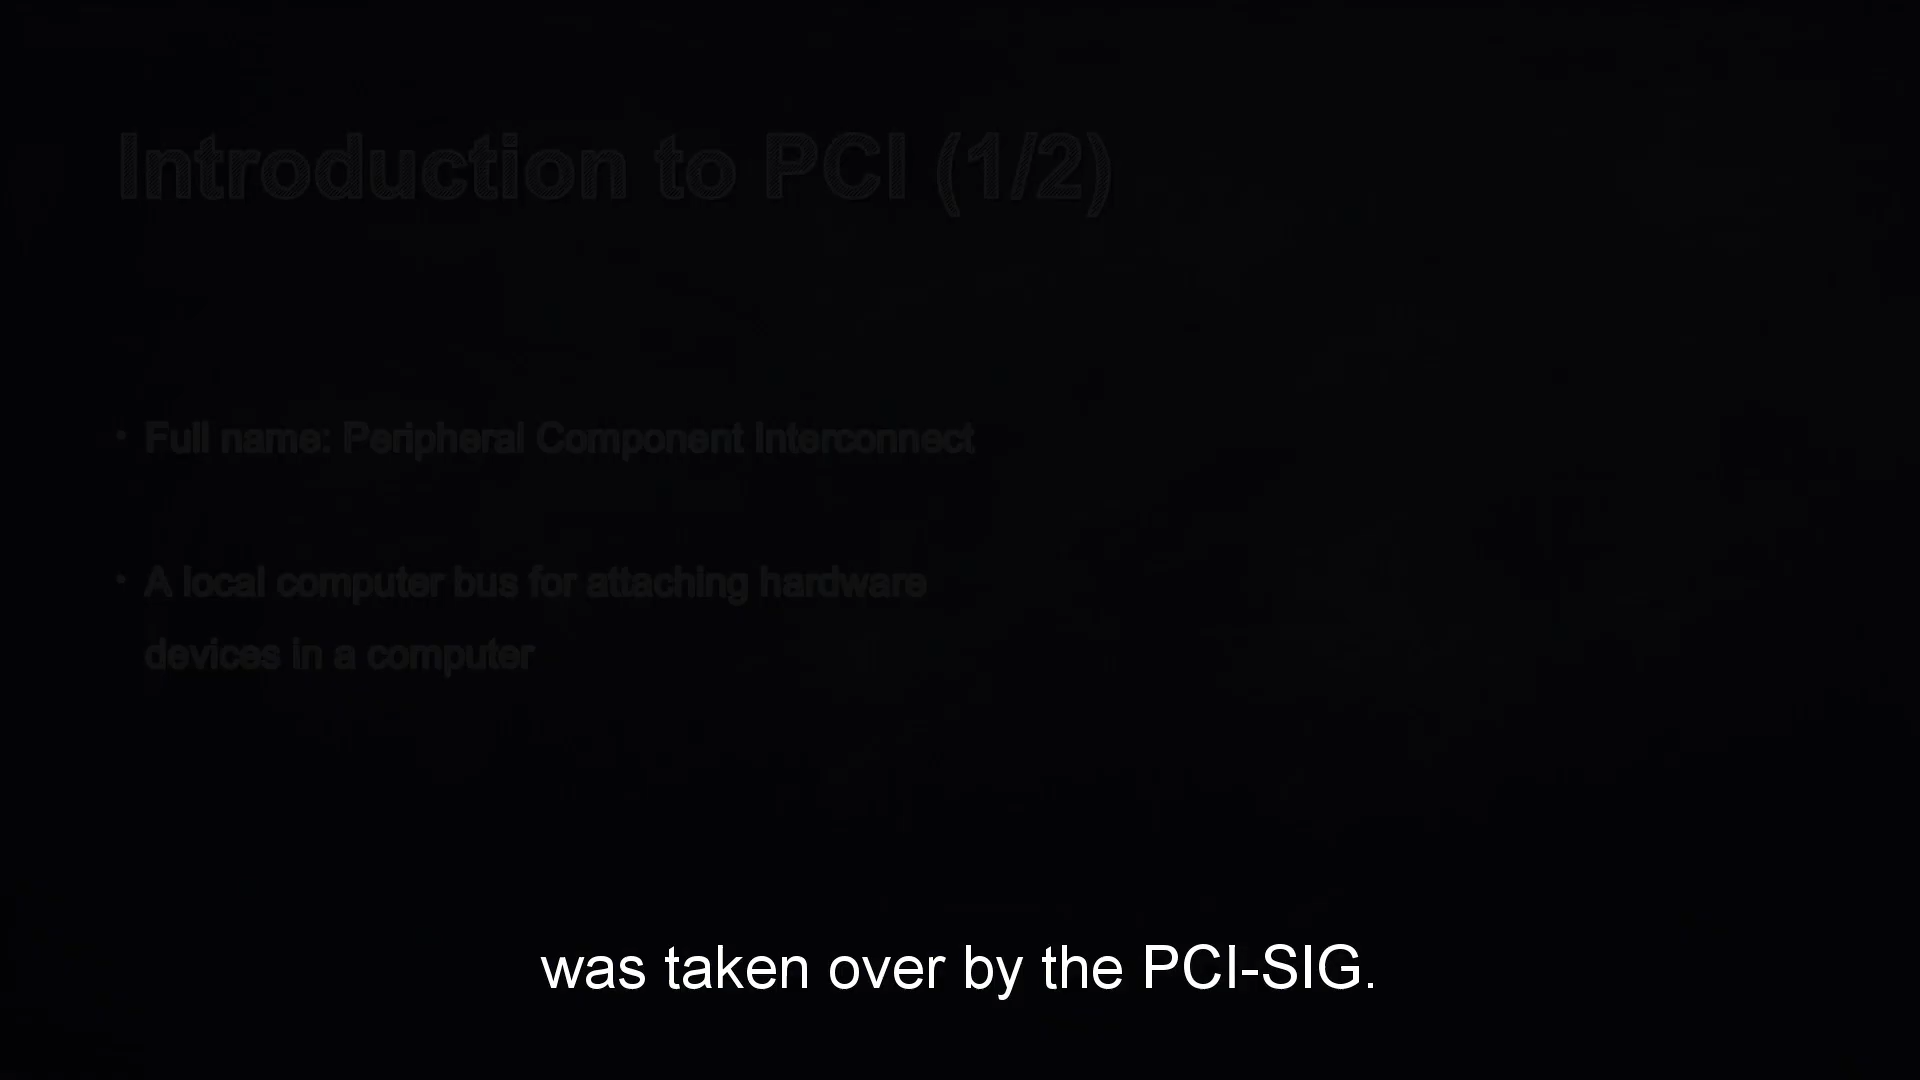 Introduction to PCI (1/2)
• Full name: Peripheral Component Interconnect
• A local computer bus for attaching hardware
devices in a computer
was taken over by the PCI-SIG.